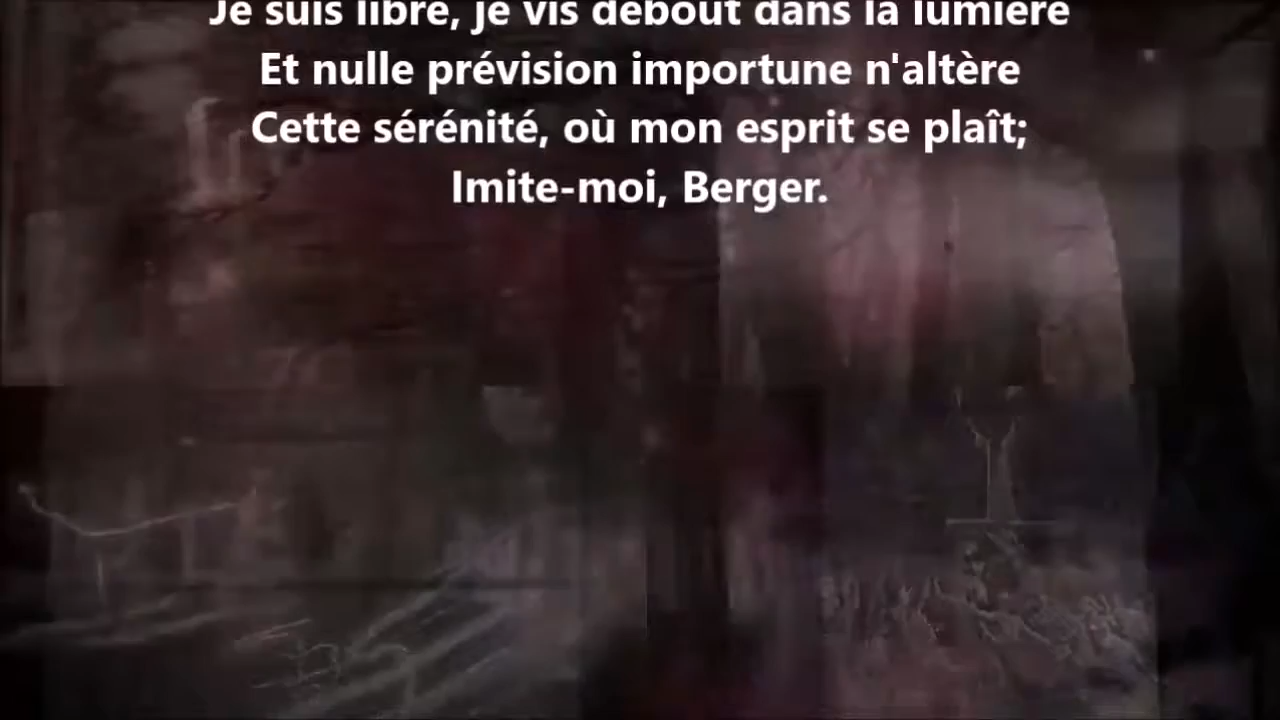 Je suis libre, je vis debout dans la lumière
Et nulle prévision importune n'altère
Cette sérénité, où mon esprit se plaît;
Imite-moi, Berger.